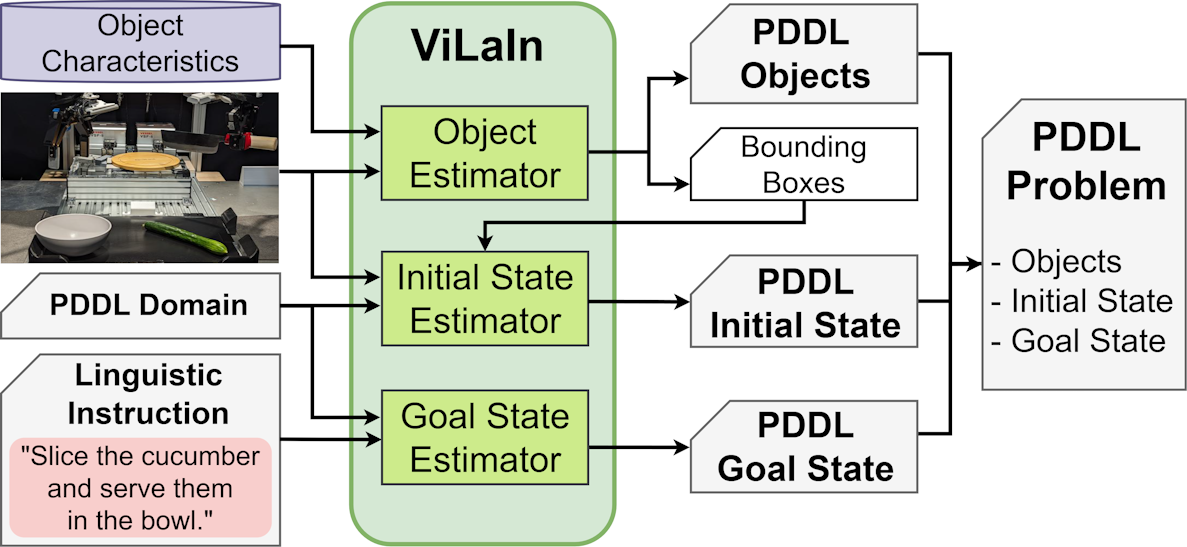 Object
Characteristics
PDDL Domain
Linguistic
Instruction
"Slice the cucumber
and serve them
in the bowl."
ViLaIn
Object
Estimator
Initial State
Estimator
Goal State
Estimator
PDDL
Objects
Bounding
Boxes
PDDL
Initial State
PDDL
Goal State
PDDL
Problem
- Objects
- Initial State
- Goal State